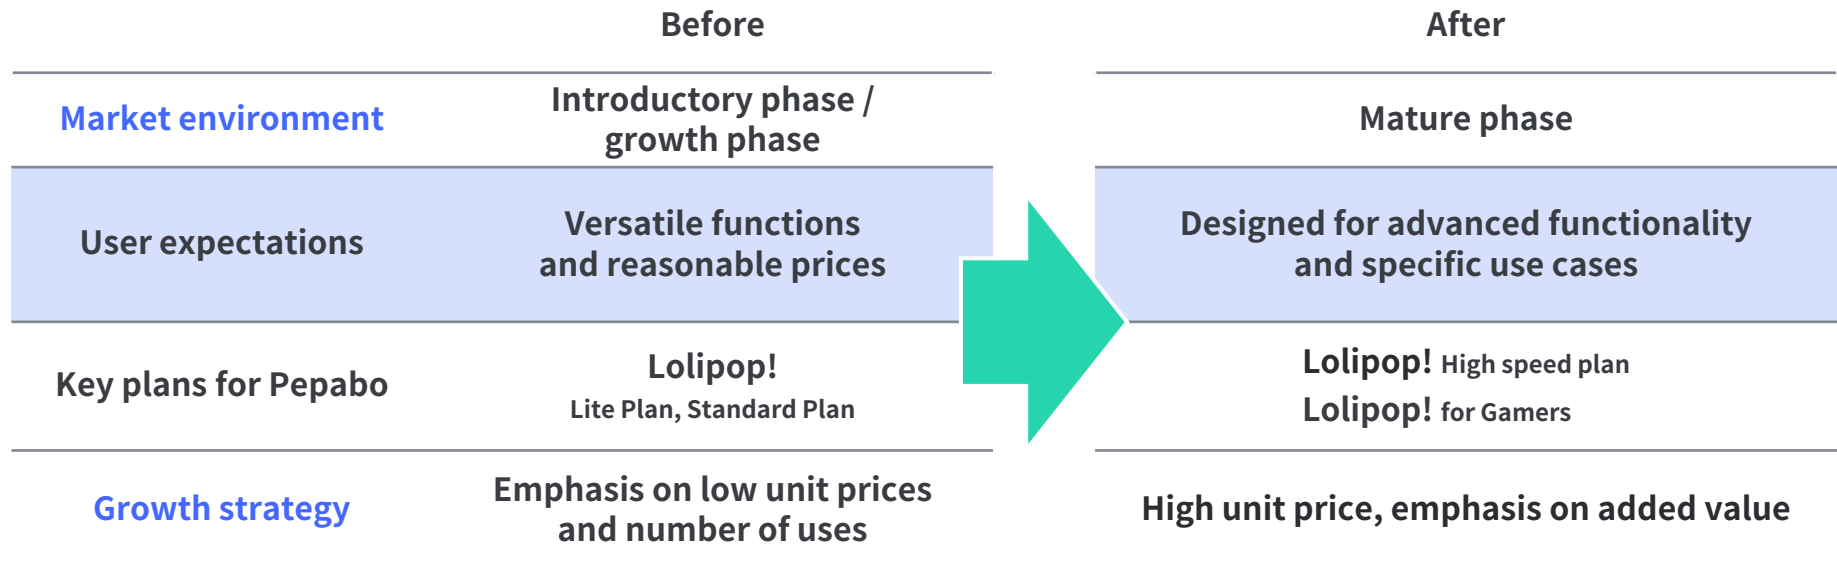 Before
After
Market environment
Introductory phase /
growth phase
Mature phase
User expectations
Versatile functions
and reasonable prices
Designed for advanced functionality
and specific use cases
Key plans for Pepabo
Lolipop!
Lite Plan, Standard Plan
Lolipop! High speed plan
Lolipop! for Gamers
Growth strategy
Emphasis on low unit prices
and number of uses
High unit price, emphasis on added value